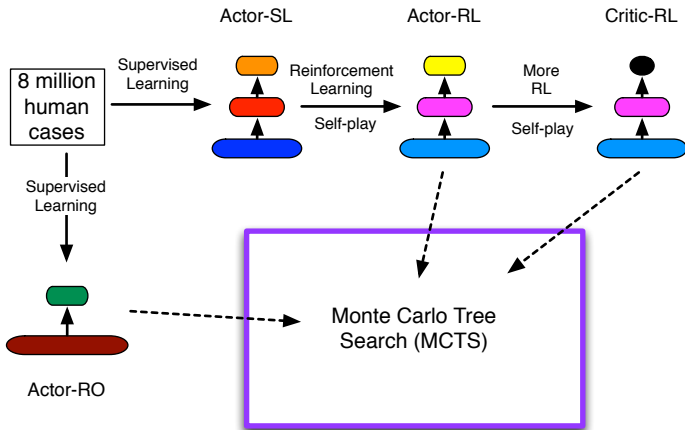 Actor-SL
Actor-RL
Critic-RL
8 million
human
cases
Supervised
Learning
Reinforcement
Learning
Self-play
More
RL
Self-play
Supervised
Learning
Monte Carlo Tree
Search (MCTS)
Actor-RO